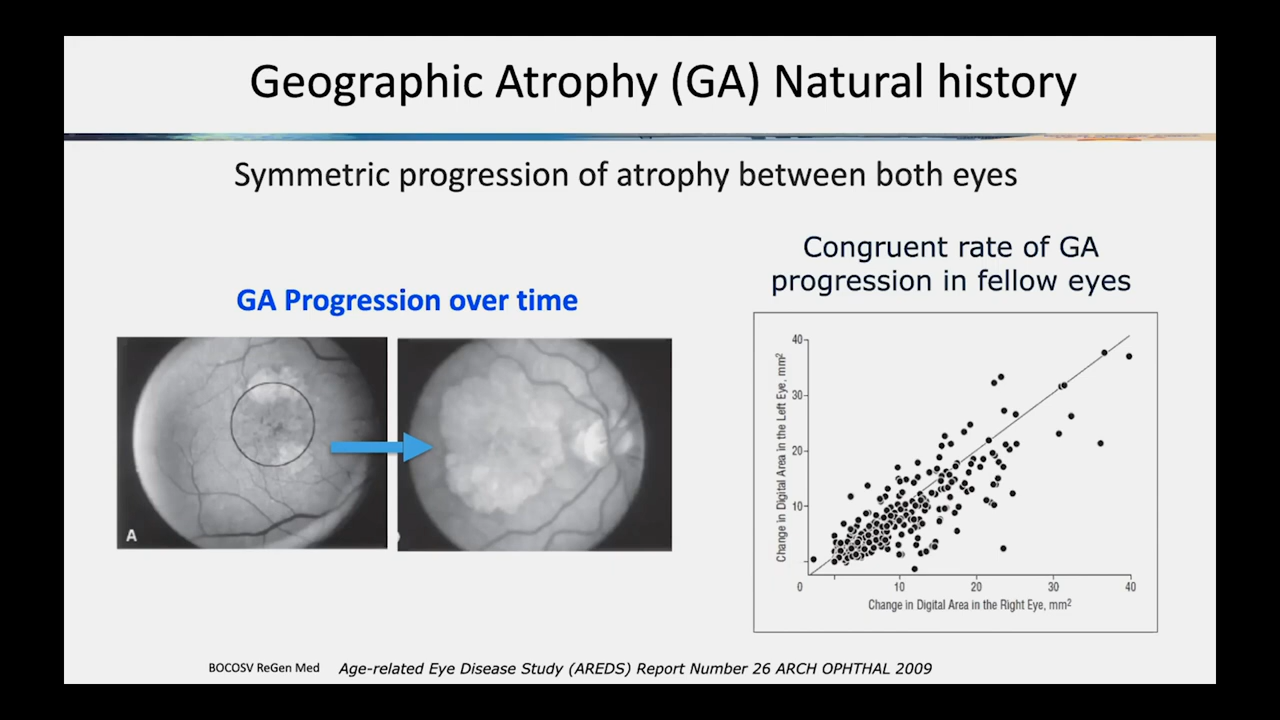 Geographic Atrophy (GA) Natural history
Symmetric progression of atrophy between both eyes
GA Progression over time
A
Congruent rate of GA
progression in fellow eyes
Change in Digital Area in the Left Eye, mm²
40
30
20
10
0
10
20
30
40
Change in Digital Area in the Right Eye, mm²
BOCOSV ReGen Med
Age-related Eye Disease Study (AREDS) Report Number 26 ARCH OPHTHAL 2009